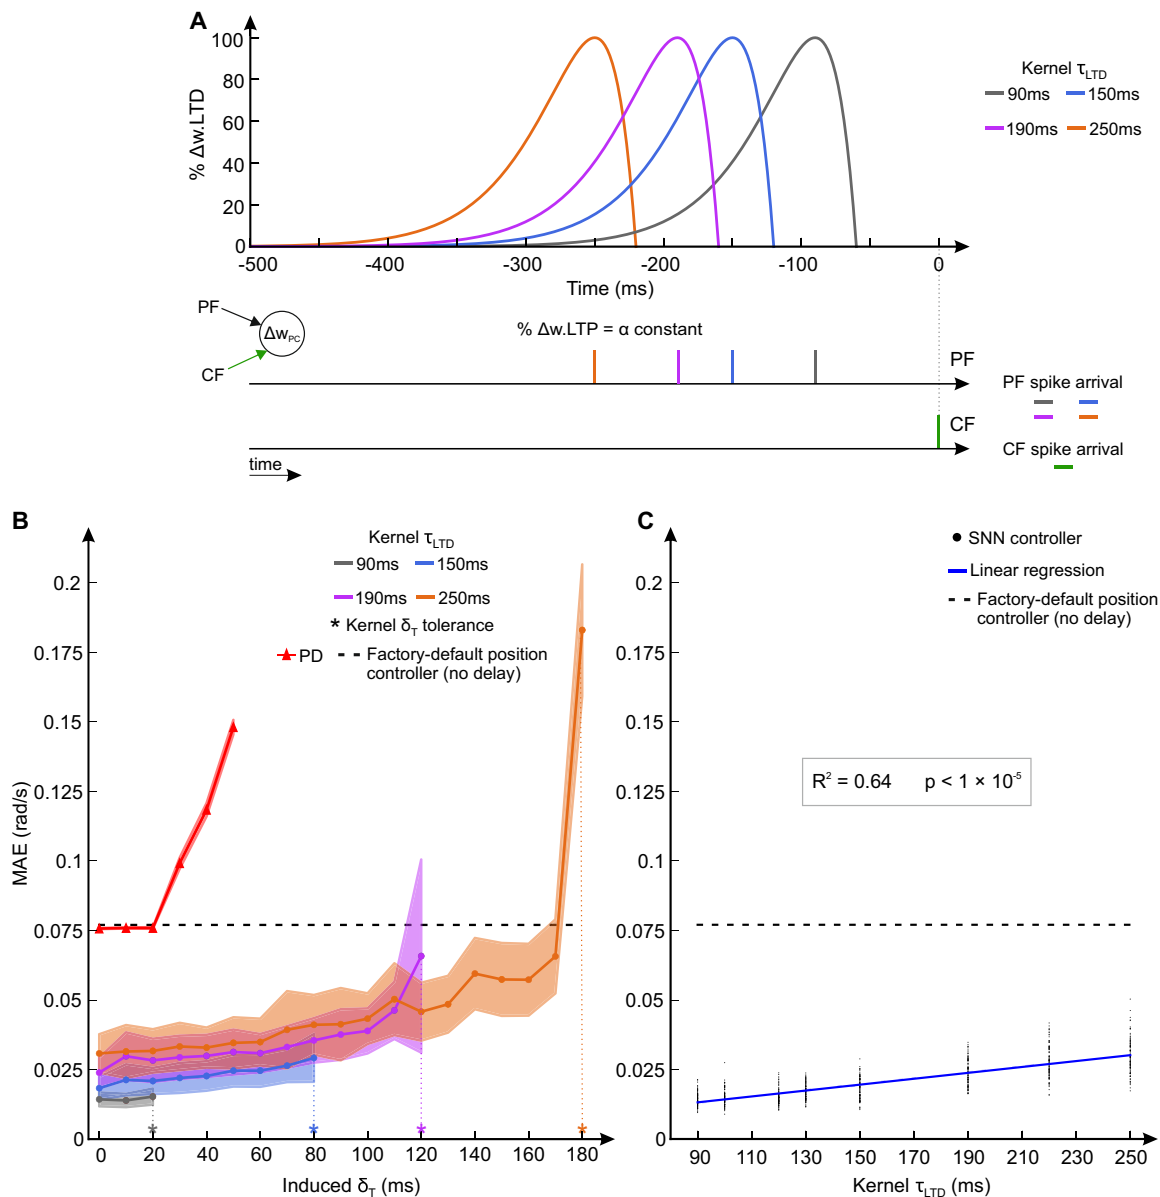 A
100
80
60
40
20
0
% Δw.LTD
-500
-400
-300
-200
-100
0
Time (ms)
Kernel τLTD
90ms
150ms
190ms
250ms
PF
CF
ΔwPC
% Δw.LTP = α constant
PF
CF
time
PF spike arrival
CF spike arrival
B
Kernel τLTD
90ms
150ms
190ms
250ms
* Kernel δT tolerance
PD
Factory-default position
controller (no delay)
0.2
0.175
0.15
0.125
0.1
0.075
0.05
0.025
0
MAE (rad/s)
* * * *
0 20 40 60 80 100 120 140 160 180
Induced δT (ms)
C
SNN controller
Linear regression
Factory-default position
controller (no delay)
0.2
0.175
0.15
0.125
0.1
0.075
0.05
0.025
0
R² = 0.64 p < 1 × 10⁻⁵
90 110 130 150 170 190 210 230 250
Kernel τLTD (ms)